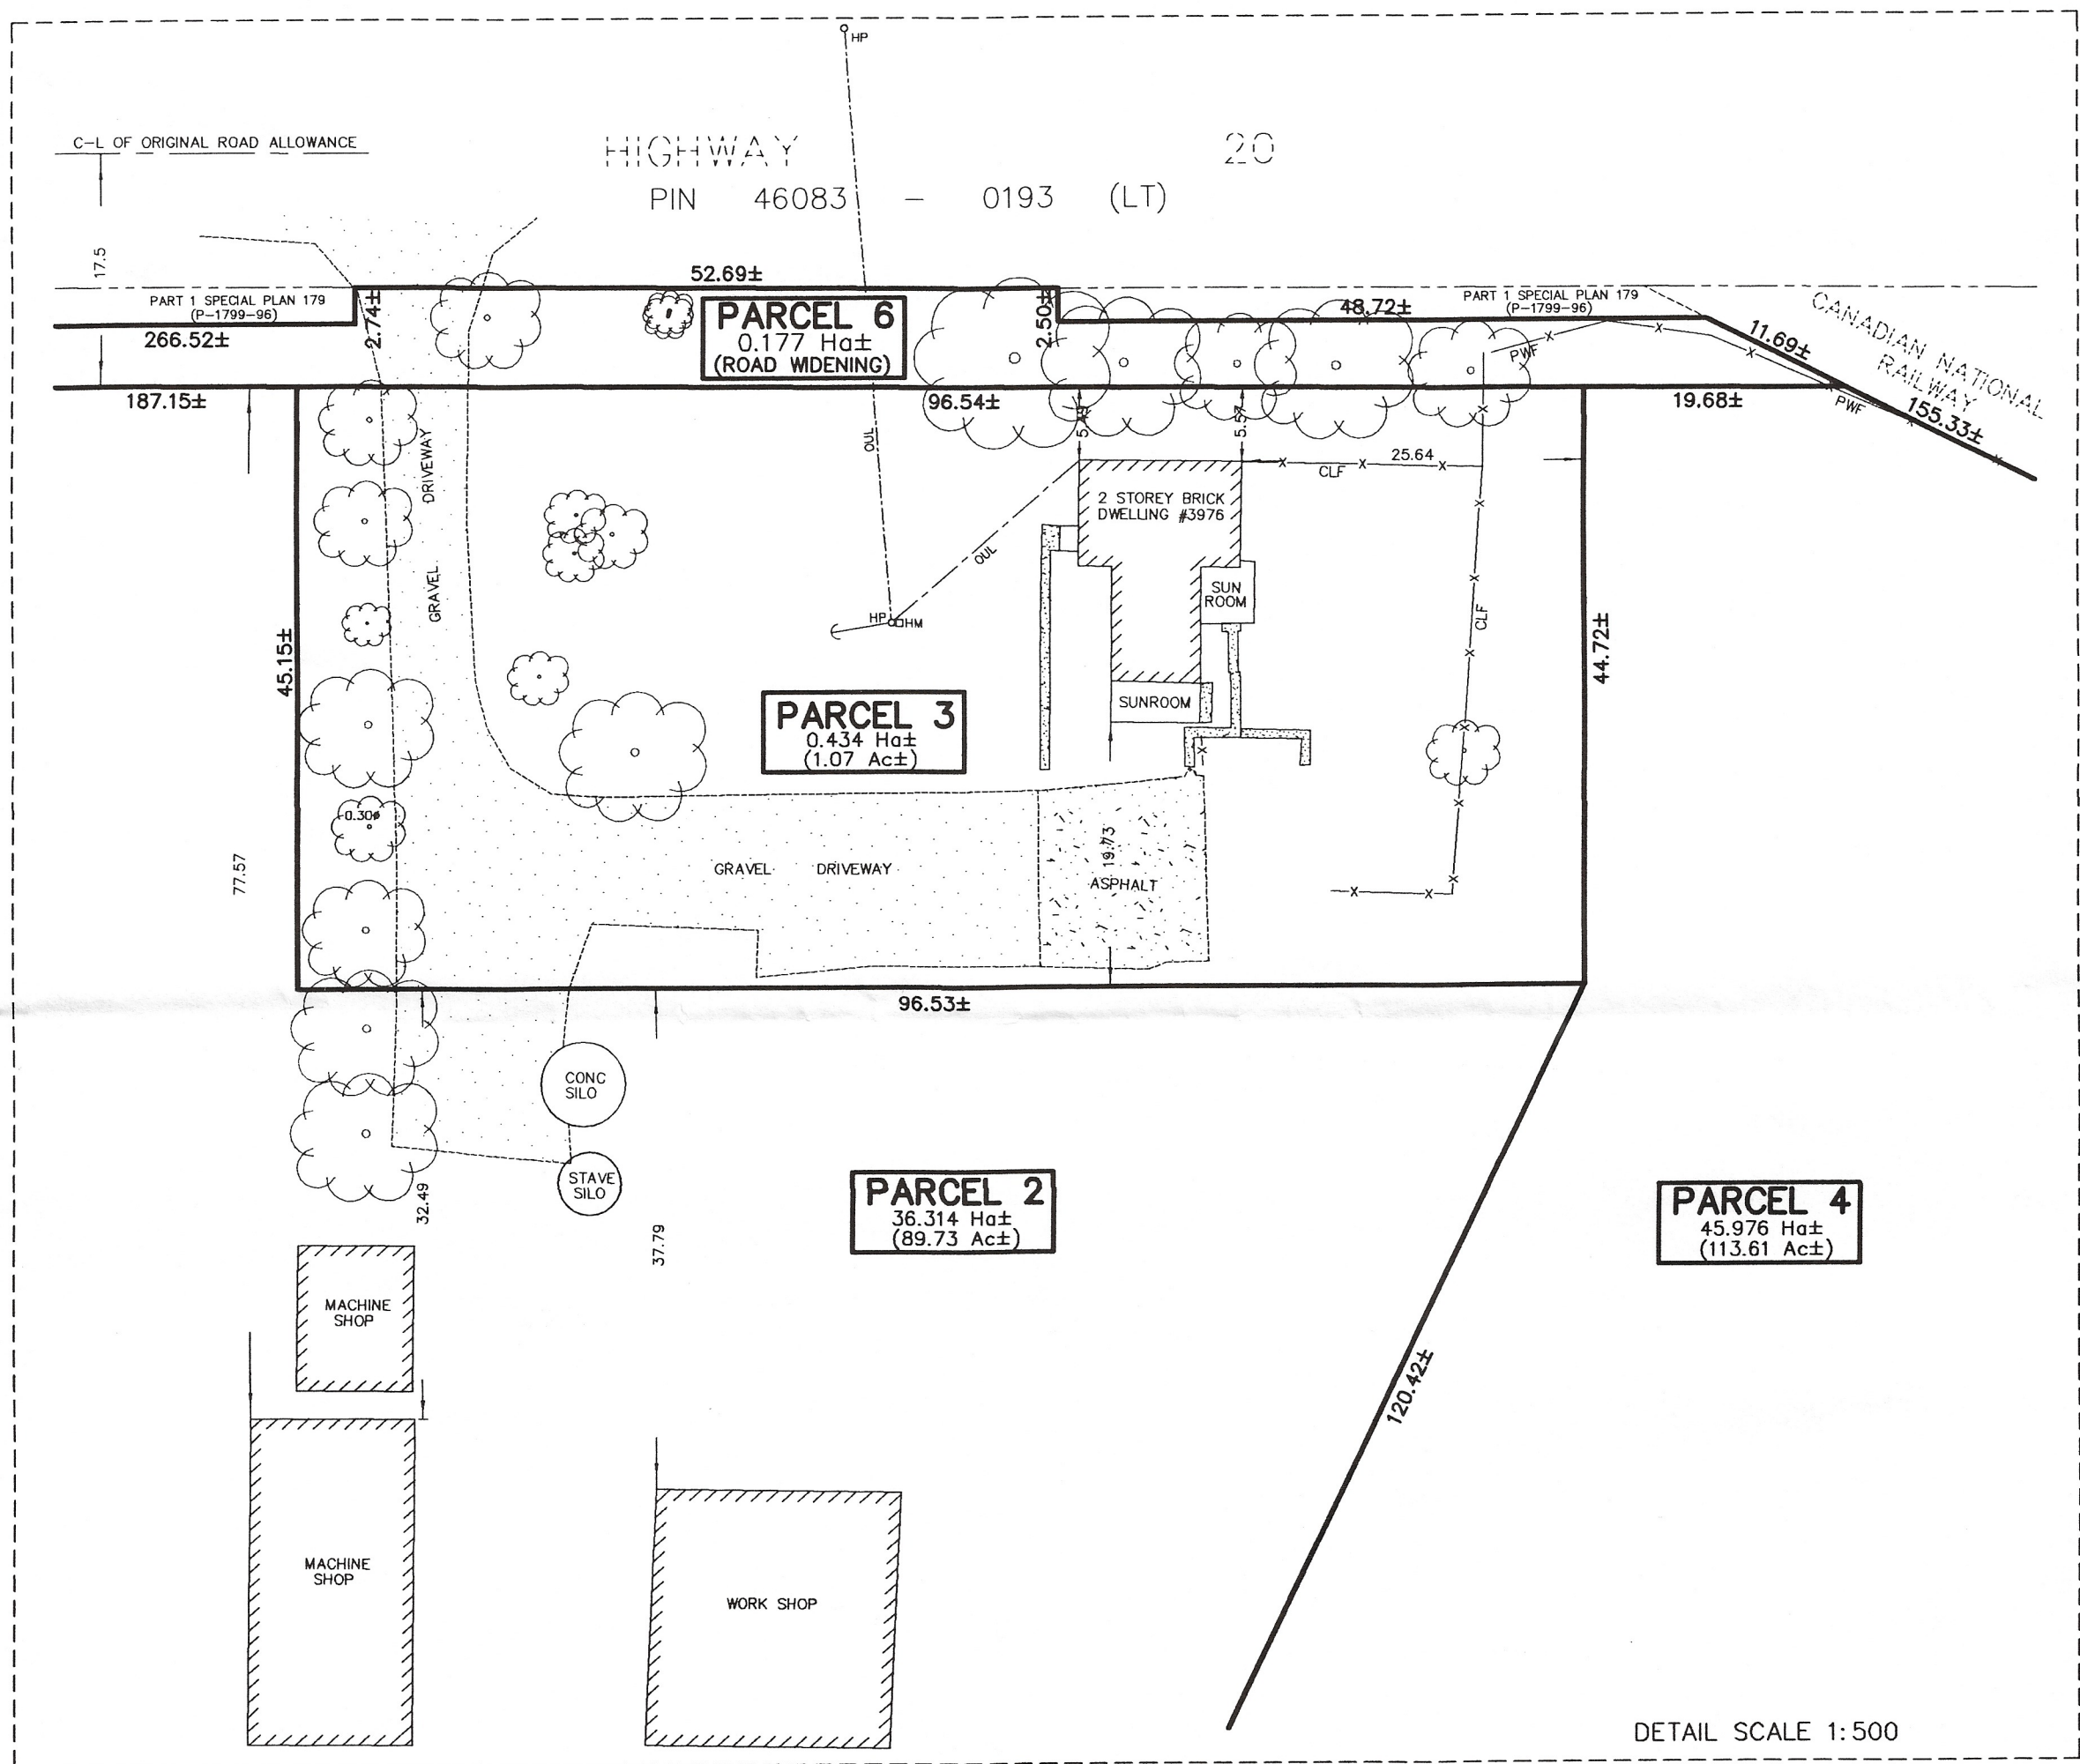 HP
C-L OF ORIGINAL ROAD ALLOWANCE
HIGHWAY 20
PIN 46083 - 0193 (LT)
17.5
52.69±
PART 1 SPECIAL PLAN 179
(P-1799-96)
266.52±
2.74±
PARCEL 6
0.177 Ha±
(ROAD WIDENING)
2.50±
48.72±
PART 1 SPECIAL PLAN 179
(P-1799-96)
CANADIAN NATIONAL
RAILWAY
11.69±
PWF
187.15±
96.54±
19.68±
PWF
155.33±
5.57
OUL
25.64
CLF
DRIVEWAY
GRAVEL
2 STOREY BRICK
DWELLING #3976
OUL
SUN
ROOM
HP
HM
CLF
45.15±
44.72±
SUNROOM
PARCEL 3
0.434 Ha±
(1.07 Ac±)
0.30ø
77.57
GRAVEL DRIVEWAY
19.73
ASPHALT
96.53±
CONC
SILO
STAVE
SILO
32.49
37.79
PARCEL 2
36.314 Ha±
(89.73 Ac±)
PARCEL 4
45.976 Ha±
(113.61 Ac±)
MACHINE
SHOP
120.42±
MACHINE
SHOP
WORK SHOP
DETAIL SCALE 1:500